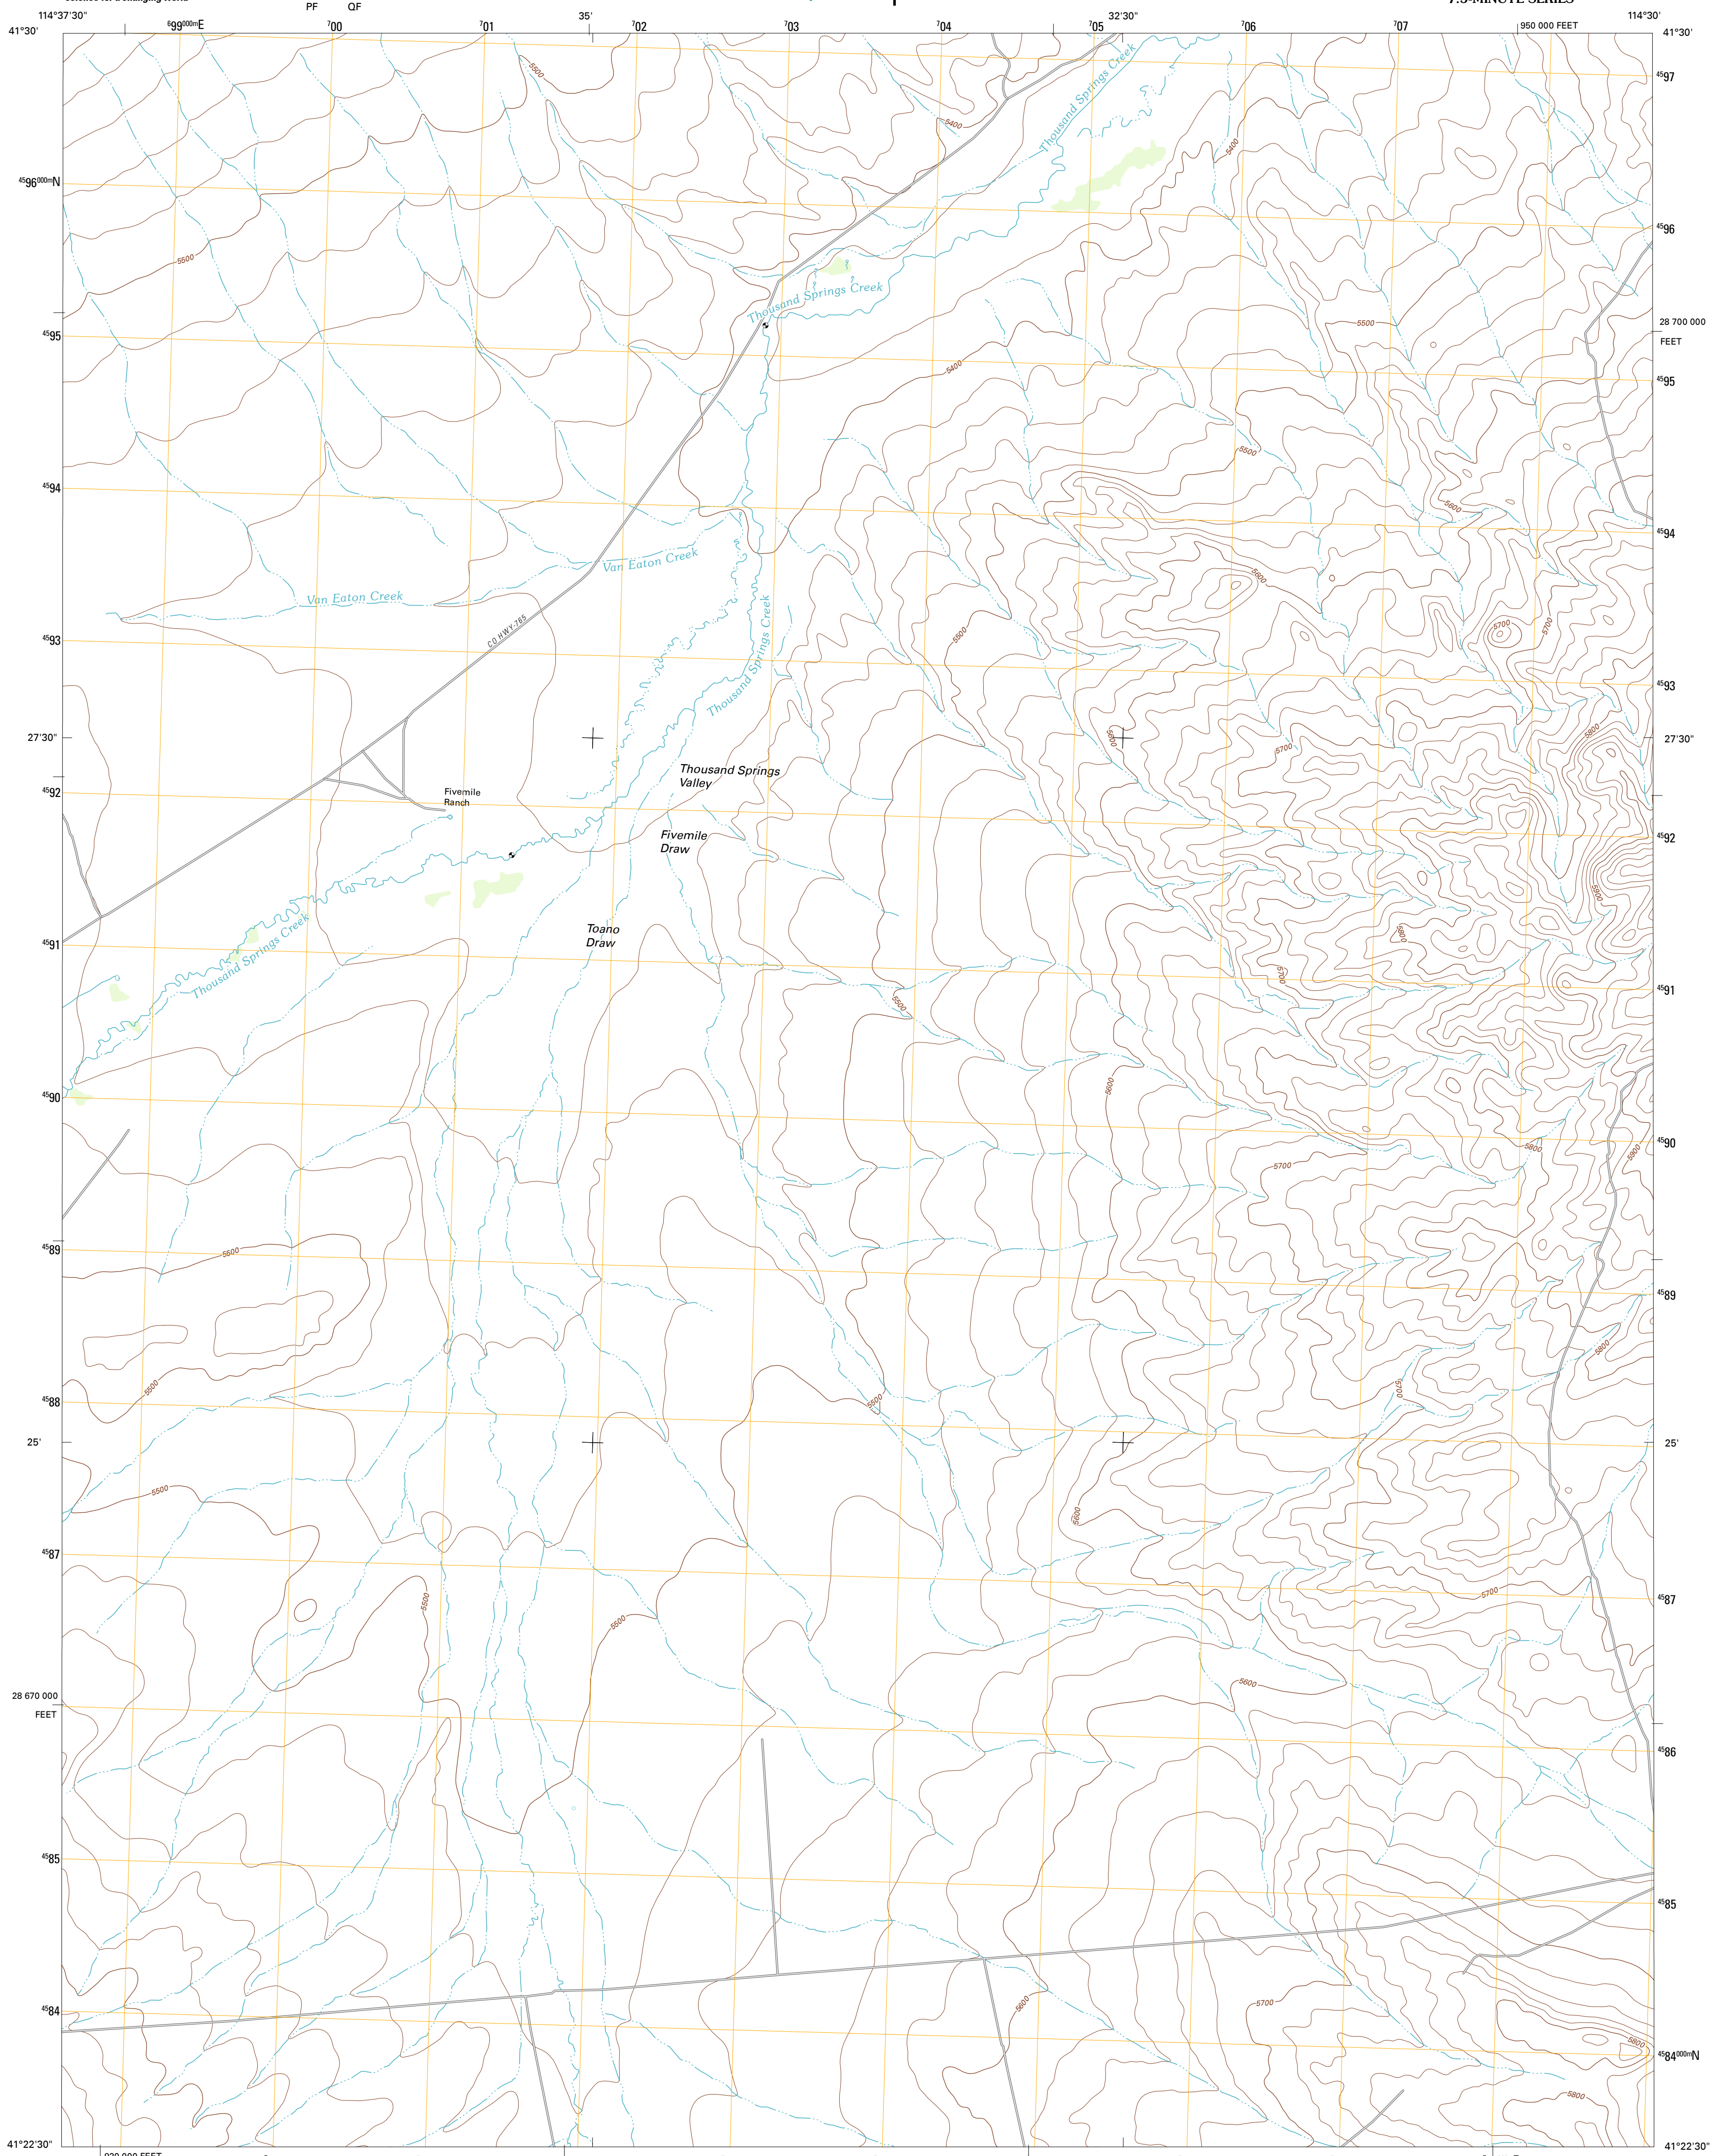 PF QF
114°37'30" ⁶99⁰⁰⁰ᵐE 700 ⁷01 35' ⁷02 ⁷03 ⁷04 ⁷05 32'30" ⁷06 ⁷07 950 000 FEET 114°30'
41°30' 41°30'
Thousand Springs Creek
5500
5400
⁴⁵97
5400
⁴⁵96⁰⁰⁰ᵐN
⁴⁵96
5500
Thousand Springs Creek
5500
28 700 000
FEET
⁴⁵95
5400
⁴⁵95
5500
⁴⁵94
5600
⁴⁵94
Van Eaton Creek
5600
Van Eaton Creek
CO HWY-765
Thousand Springs Creek
5500
5700
5700
⁴⁵93
⁴⁵93
5600
5700
5800
27'30" 27'30"
Thousand Springs
Valley
⁴⁵92
Fivemile
Ranch
Fivemile
Draw
⁴⁵92
5900
Toano
Draw
5800
⁴⁵91
Thousand Springs Creek
5700
5500
⁴⁵91
5600
⁴⁵90
5800
5900
⁴⁵90
5700
⁴⁵89
5600
⁴⁵89
5800
5500
5700
5500
⁴⁵88
⁴⁵88
25' 25'
5500
5600
⁴⁵87
5500
5700
⁴⁵87
5600
5600
28 670 000
FEET
⁴⁵86
⁴⁵85
⁴⁵85
5600
5700
⁴⁵84
5800
⁴⁵84⁰⁰⁰ᵐN
5800
41°22'30" 41°22'30"